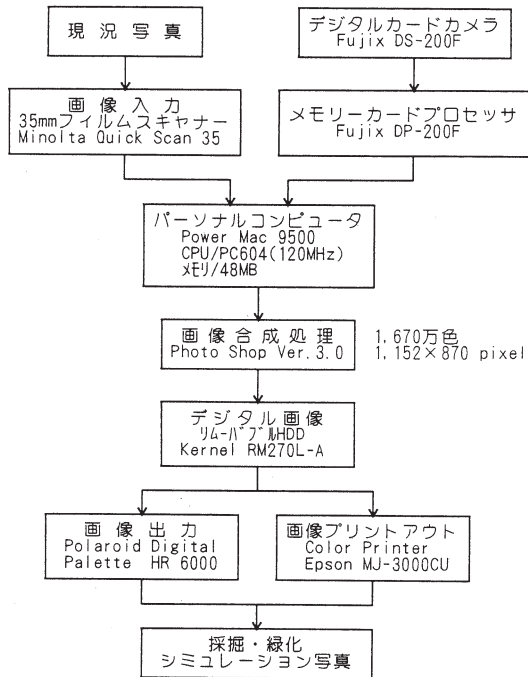 現況写真
デジタルカードカメラ
Fujix DS-200F
画像入力
35mmフィルムスキャナー
Minolta Quick Scan 35
メモリーカードプロセッサ
Fujix DP-200F
パーソナルコンピュータ
Power Mac 9500
CPU/PC604(120MHz)
ﾒﾓﾘ/48MB
画像合成処理
Photo Shop Ver.3.0
1,670万色
1,152×870 pixel
デジタル画像
ﾘﾑｰﾊﾞﾌﾞﾙHDD
Kernel RM270L-A
画像出力
Polaroid Digital
Palette HR 6000
画像プリントアウト
Color Printer
Epson MJ-3000CU
採掘・緑化
シミュレーション写真